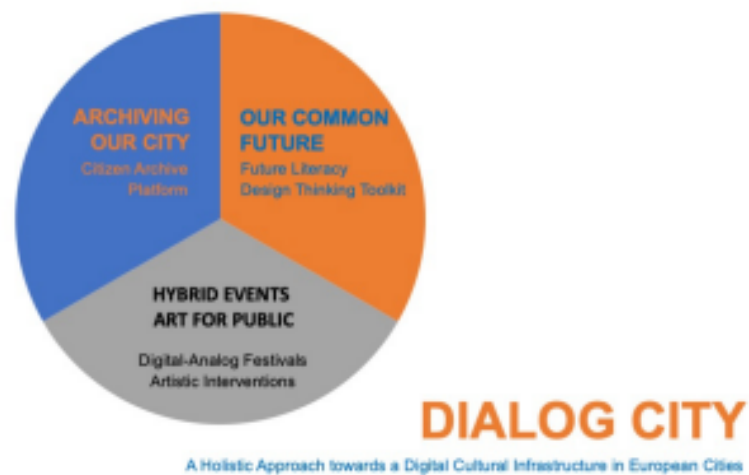 ARCHIVING
OUR CITY
Citizen Archive
Platform
OUR COMMON
FUTURE
Future Literacy
Design Thinking Toolkit
HYBRID EVENTS
ART FOR PUBLIC
Digital-Analog Festivals
Artistic Interventions
DIALOG CITY
A Holistic Approach towards a Digital Cultural Infrastructure in European Cities